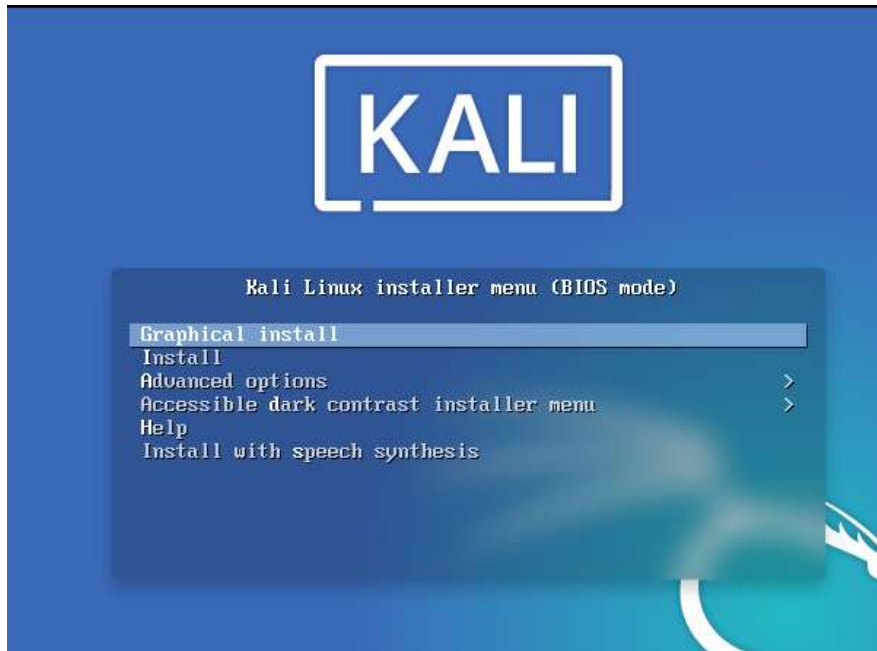 KALI
Kali Linux installer menu (BIOS mode)
Graphical install
Install
Advanced options >
Accessible dark contrast installer menu >
Help
Install with speech synthesis